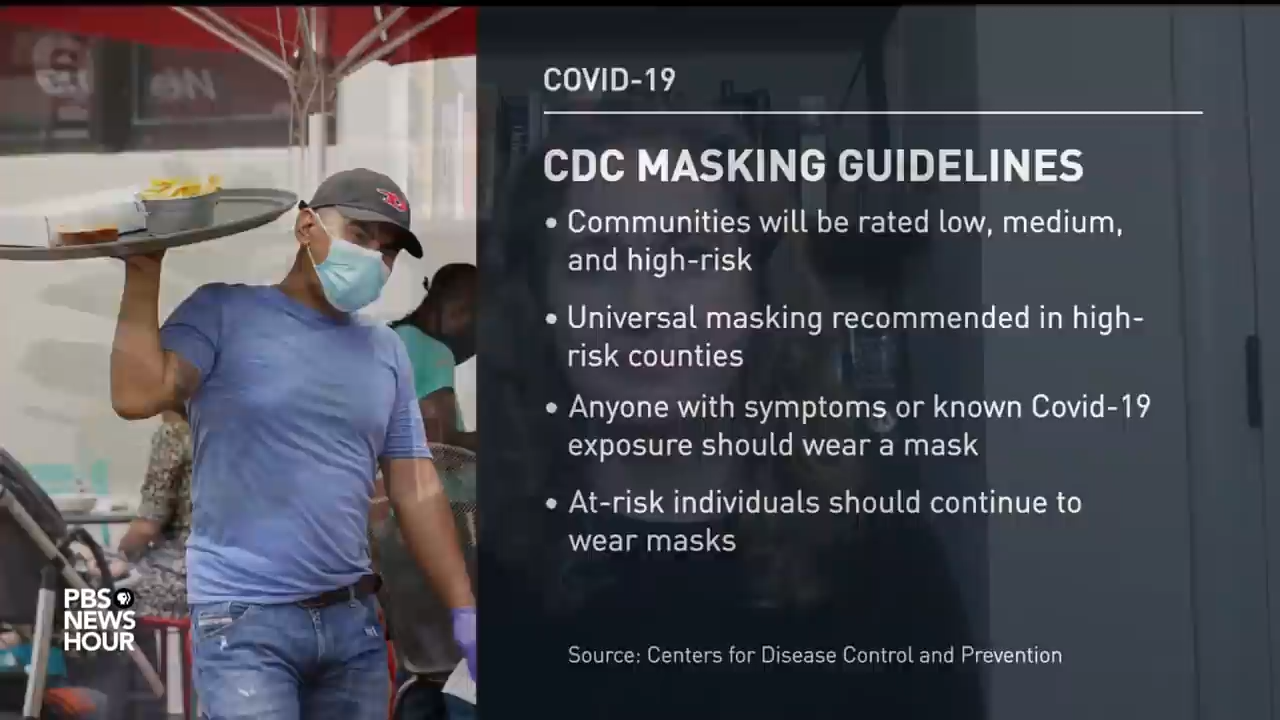 COVID-19
CDC MASKING GUIDELINES
• Communities will be rated low, medium,
and high-risk
• Universal masking recommended in high-
risk counties
• Anyone with symptoms or known Covid-19
exposure should wear a mask
• At-risk individuals should continue to
wear masks
Source: Centers for Disease Control and Prevention
PBS
NEWS
HOUR